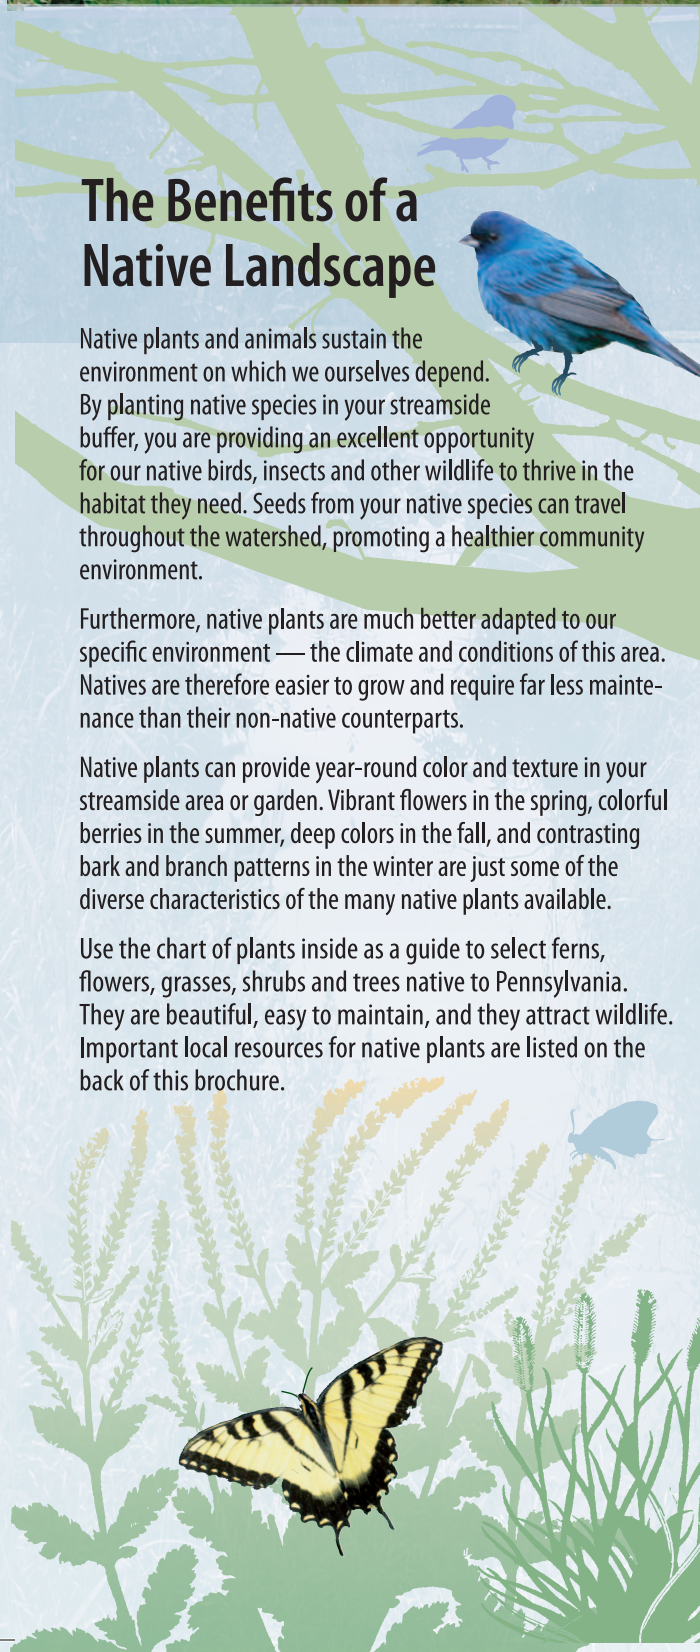 The Benefits of a
Native Landscape
Native plants and animals sustain the
environment on which we ourselves depend.
By planting native species in your streamside
buffer, you are providing an excellent opportunity
for our native birds, insects and other wildlife to thrive in the
habitat they need. Seeds from your native species can travel
throughout the watershed, promoting a healthier community
environment.
Furthermore, native plants are much better adapted to our
specific environment — the climate and conditions of this area.
Natives are therefore easier to grow and require far less mainte-
nance than their non-native counterparts.
Native plants can provide year-round color and texture in your
streamside area or garden. Vibrant flowers in the spring, colorful
berries in the summer, deep colors in the fall, and contrasting
bark and branch patterns in the winter are just some of the
diverse characteristics of the many native plants available.
Use the chart of plants inside as a guide to select ferns,
flowers, grasses, shrubs and trees native to Pennsylvania.
They are beautiful, easy to maintain, and they attract wildlife.
Important local resources for native plants are listed on the
back of this brochure.